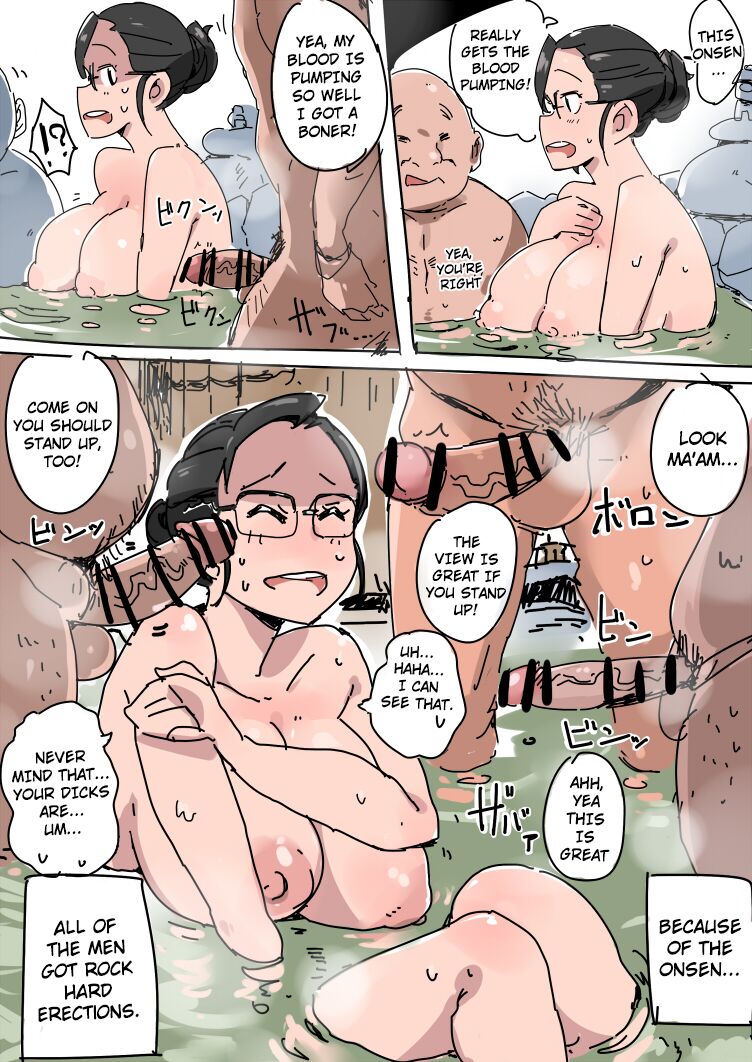 THIS
ONSEN
...
REALLY
GETS THE
BLOOD
PUMPING!
YEA,
YOU'RE
RIGHT
YEA, MY
BLOOD IS
PUMPING
SO WELL
I GOT A
BONER!
!?
ビクンッ
ビクン
ザブ....
LOOK
MA'AM...
ボロン
THE
VIEW IS
GREAT IF
YOU STAND
UP!
COME ON
YOU SHOULD
STAND UP,
TOO!
ビンッ
ビン
ビンッ
UH...
HAHA...
I CAN
SEE THAT.
AHH,
YEA
THIS IS
GREAT
ザバァ
NEVER
MIND THAT...
YOUR DICKS
ARE...
UM...
BECAUSE
OF THE
ONSEN...
ALL OF
THE MEN
GOT ROCK
HARD
ERECTIONS.